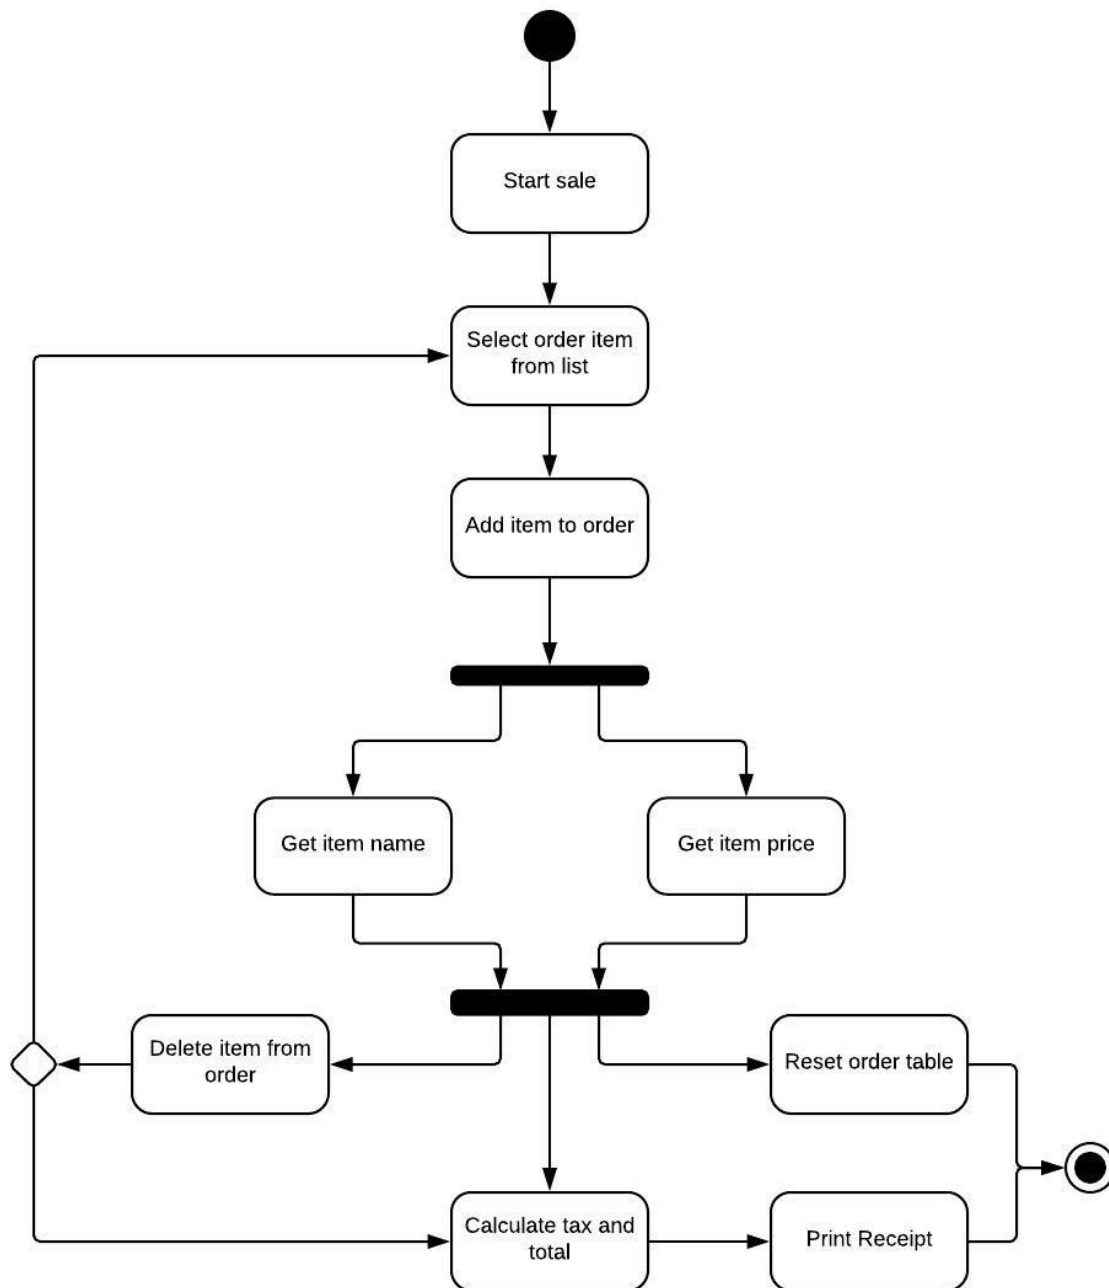 Start sale
Select order item
from list
Add item to order
Get item name
Get item price
Delete item from
order
Reset order table
Calculate tax and
total
Print Receipt